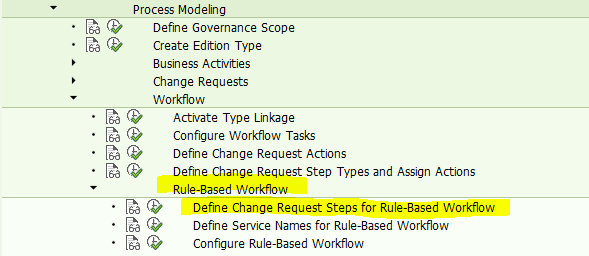 Process Modeling
Define Governance Scope
Create Edition Type
Business Activities
Change Requests
Workflow
Activate Type Linkage
Configure Workflow Tasks
Define Change Request Actions
Define Change Request Step Types and Assign Actions
Rule-Based Workflow
Define Change Request Steps for Rule-Based Workflow
Define Service Names for Rule-Based Workflow
Configure Rule-Based Workflow